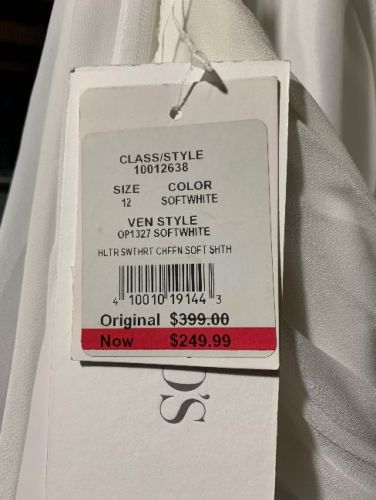 CLASS/STYLE
10012638
SIZE COLOR
12 SOFTWHITE
VEN STYLE
OP1327 SOFTWHITE
HLTR SWTHRT CHFFN SOFT SHTH
4 10010 19144 3
Original $399.00
Now $249.99